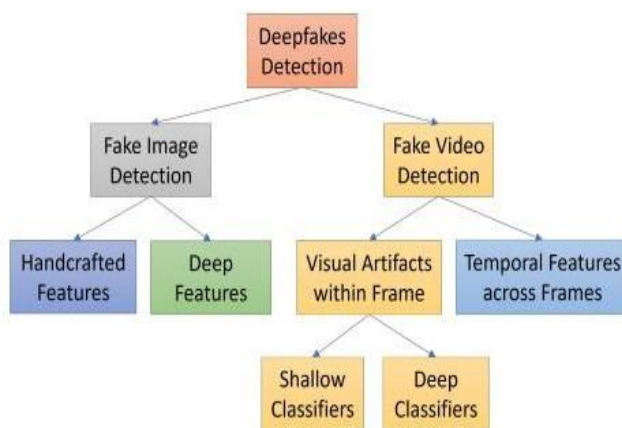 Deepfakes
Detection
Fake Image
Detection
Fake Video
Detection
Handcrafted
Features
Deep
Features
Visual Artifacts
within Frame
Temporal Features
across Frames
Shallow
Classifiers
Deep
Classifiers